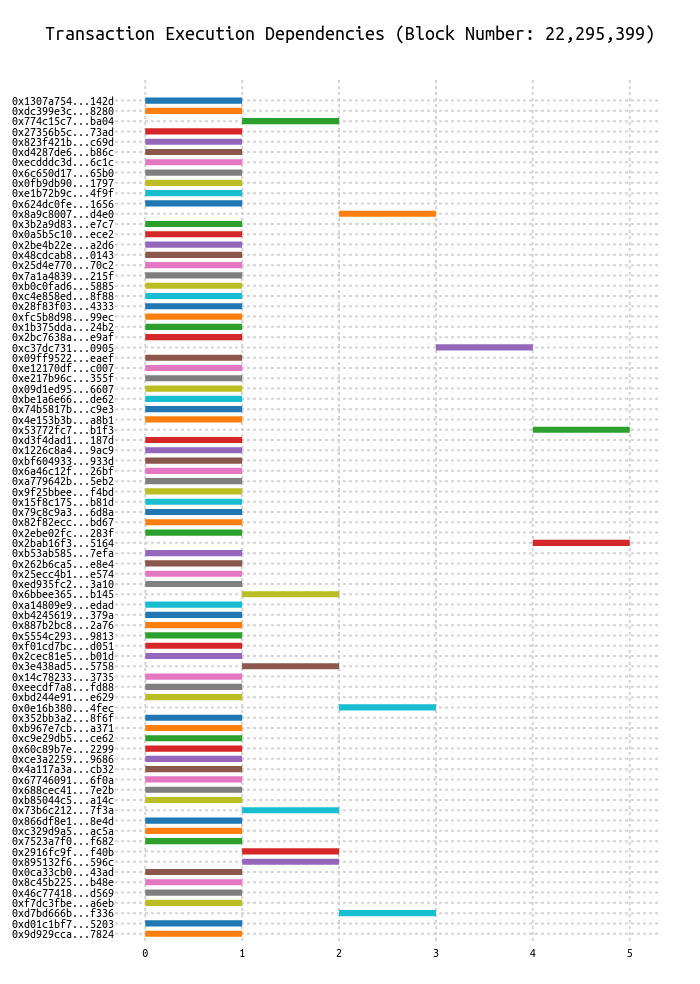 Transaction Execution Dependencies (Block Number: 22,295,399)
0x1307a754...142d
0xdc399e3c...8280
0x774c15c7...ba04
0x27356b5c...73ad
0x823f421b...c69d
0xd4287de6...b86c
0xecdddc3d...6c1c
0x6c650d17...65b0
0x0fb9db90...1797
0xe1b72b9c...4f9f
0x624dc0fe...1656
0x8a9c8007...d4e0
0x3b2a9d83...e7c7
0x0a5b5c10...ece2
0x2be4b22e...a2d6
0x48cdcab8...0143
0x25d4e770...70c2
0x7a1a4839...215f
0xb0c0fad6...5885
0xc4e858ed...8f88
0x28f83f03...4333
0xfc5b8d98...99ec
0x1b375dda...24b2
0x2bc7638a...e9af
0xc37dc731...0905
0x09ff9522...eaef
0xe12170df...c007
0xe217b96c...355f
0x09d1ed95...6607
0xbe1a6e66...de62
0x74b5817b...c9e3
0x4e153b3b...a8b1
0x53772fc7...b1f3
0xd3f4dad1...187d
0x1226c8a4...9ac9
0xbf604933...933d
0x6a46c12f...26bf
0xa779642b...5eb2
0x9f25bbee...f4bd
0x15f8c175...b81d
0x79c8c9a3...6d8a
0x82f82ecc...bd67
0x2ebe02fc...283f
0x2bab16f3...5164
0xb53ab585...7efa
0x262b6ca5...e8e4
0x25ecc4b1...e574
0xed935fc2...3a10
0x6bbee365...b145
0xa14809e9...edad
0xb4245619...379a
0x887b2bc8...2a76
0x5554c293...9813
0xf01cd7bc...d051
0x2cec81e5...b01d
0x3e438ad5...5758
0x14c78233...3735
0xeecdf7a8...fd88
0xbd244e91...e629
0x0e16b380...4fec
0x352bb3a2...8f6f
0xb967e7cb...a371
0xc9e29db5...ce62
0x60c89b7e...2299
0xce3a2259...9686
0x4a117a3a...cb32
0x67746091...6f0a
0x688cec41...7e2b
0xb85044c5...a14c
0x73b6c212...7f3a
0x866df8e1...8e4d
0xc329d9a5...ac5a
0x7523a7f0...f682
0x2916fc9f...f40b
0x895132f6...596c
0x0ca33cb0...43ad
0x8c45b225...b48e
0x46c77418...d569
0xf7dc3fbe...a6eb
0xd7bd666b...f336
0xd01c1bf7...5203
0x9d929cca...7824
0 1 2 3 4 5